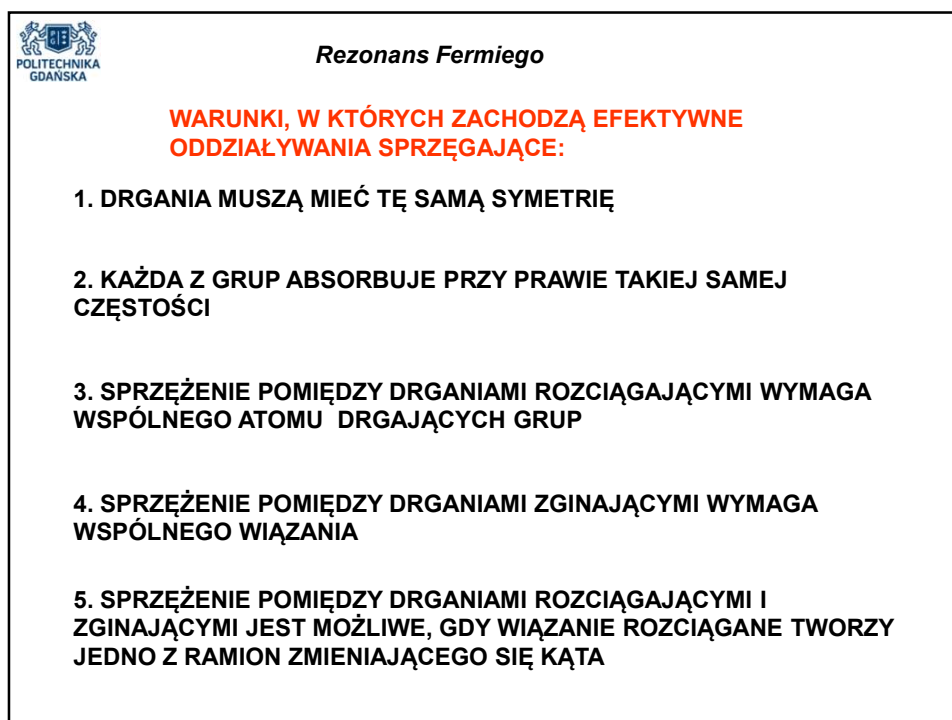 POLITECHNIKA
GDAŃSKA
Rezonans Fermiego
WARUNKI, W KTÓRYCH ZACHODZĄ EFEKTYWNE
ODDZIAŁYWANIA SPRZĘGAJĄCE:
1. DRGANIA MUSZĄ MIEĆ TĘ SAMĄ SYMETRIĘ
2. KAŻDA Z GRUP ABSORBUJE PRZY PRAWIE TAKIEJ SAMEJ
CZĘSTOŚCI
3. SPRZĘŻENIE POMIĘDZY DRGANIAMI ROZCIĄGAJĄCYMI WYMAGA
WSPÓLNEGO ATOMU DRGAJĄCYCH GRUP
4. SPRZĘŻENIE POMIĘDZY DRGANIAMI ZGINAJĄCYMI WYMAGA
WSPÓLNEGO WIĄZANIA
5. SPRZĘŻENIE POMIĘDZY DRGANIAMI ROZCIĄGAJĄCYMI I
ZGINAJĄCYMI JEST MOŻLIWE, GDY WIĄZANIE ROZCIĄGANE TWORZY
JEDNO Z RAMION ZMIENIAJĄCEGO SIĘ KĄTA